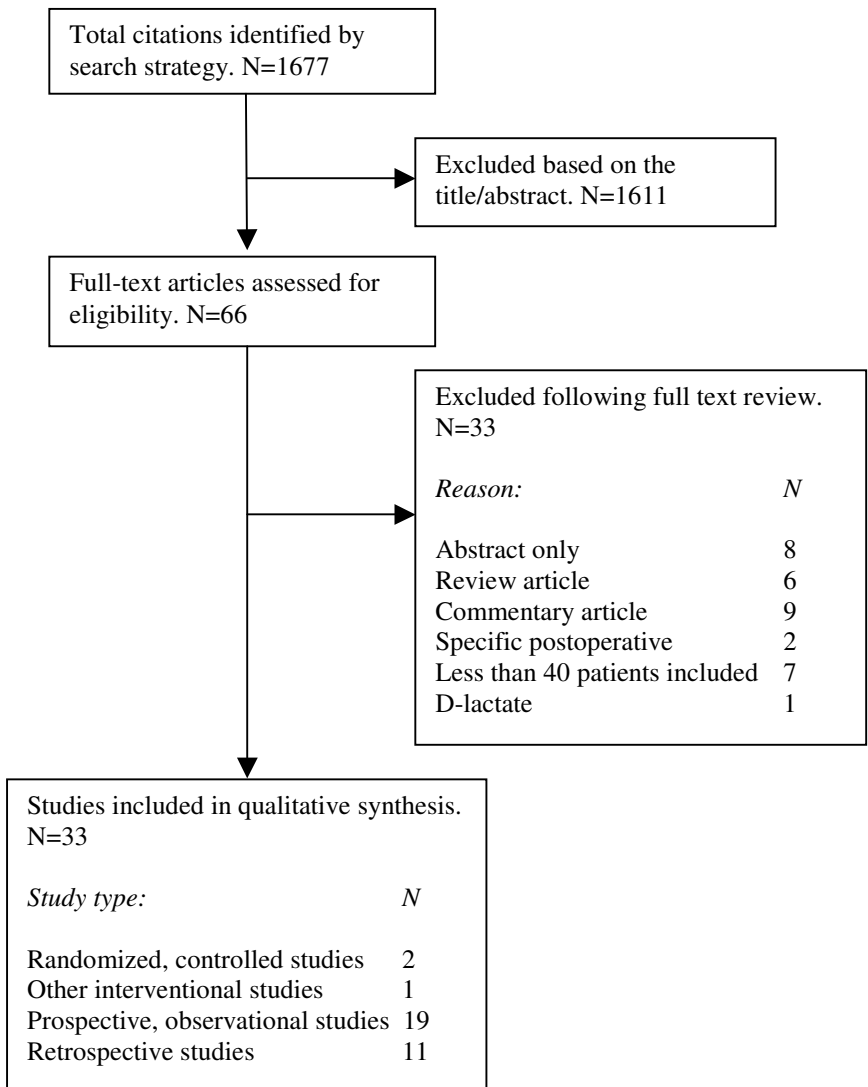 Total citations identified by
search strategy. N=1677
Excluded based on the
title/abstract. N=1611
Full-text articles assessed for
eligibility. N=66
Excluded following full text review.
N=33
Reason: N
Abstract only 8
Review article 6
Commentary article 9
Specific postoperative 2
Less than 40 patients included 7
D-lactate 1
Studies included in qualitative synthesis.
N=33
Study type: N
Randomized, controlled studies 2
Other interventional studies 1
Prospective, observational studies 19
Retrospective studies 11